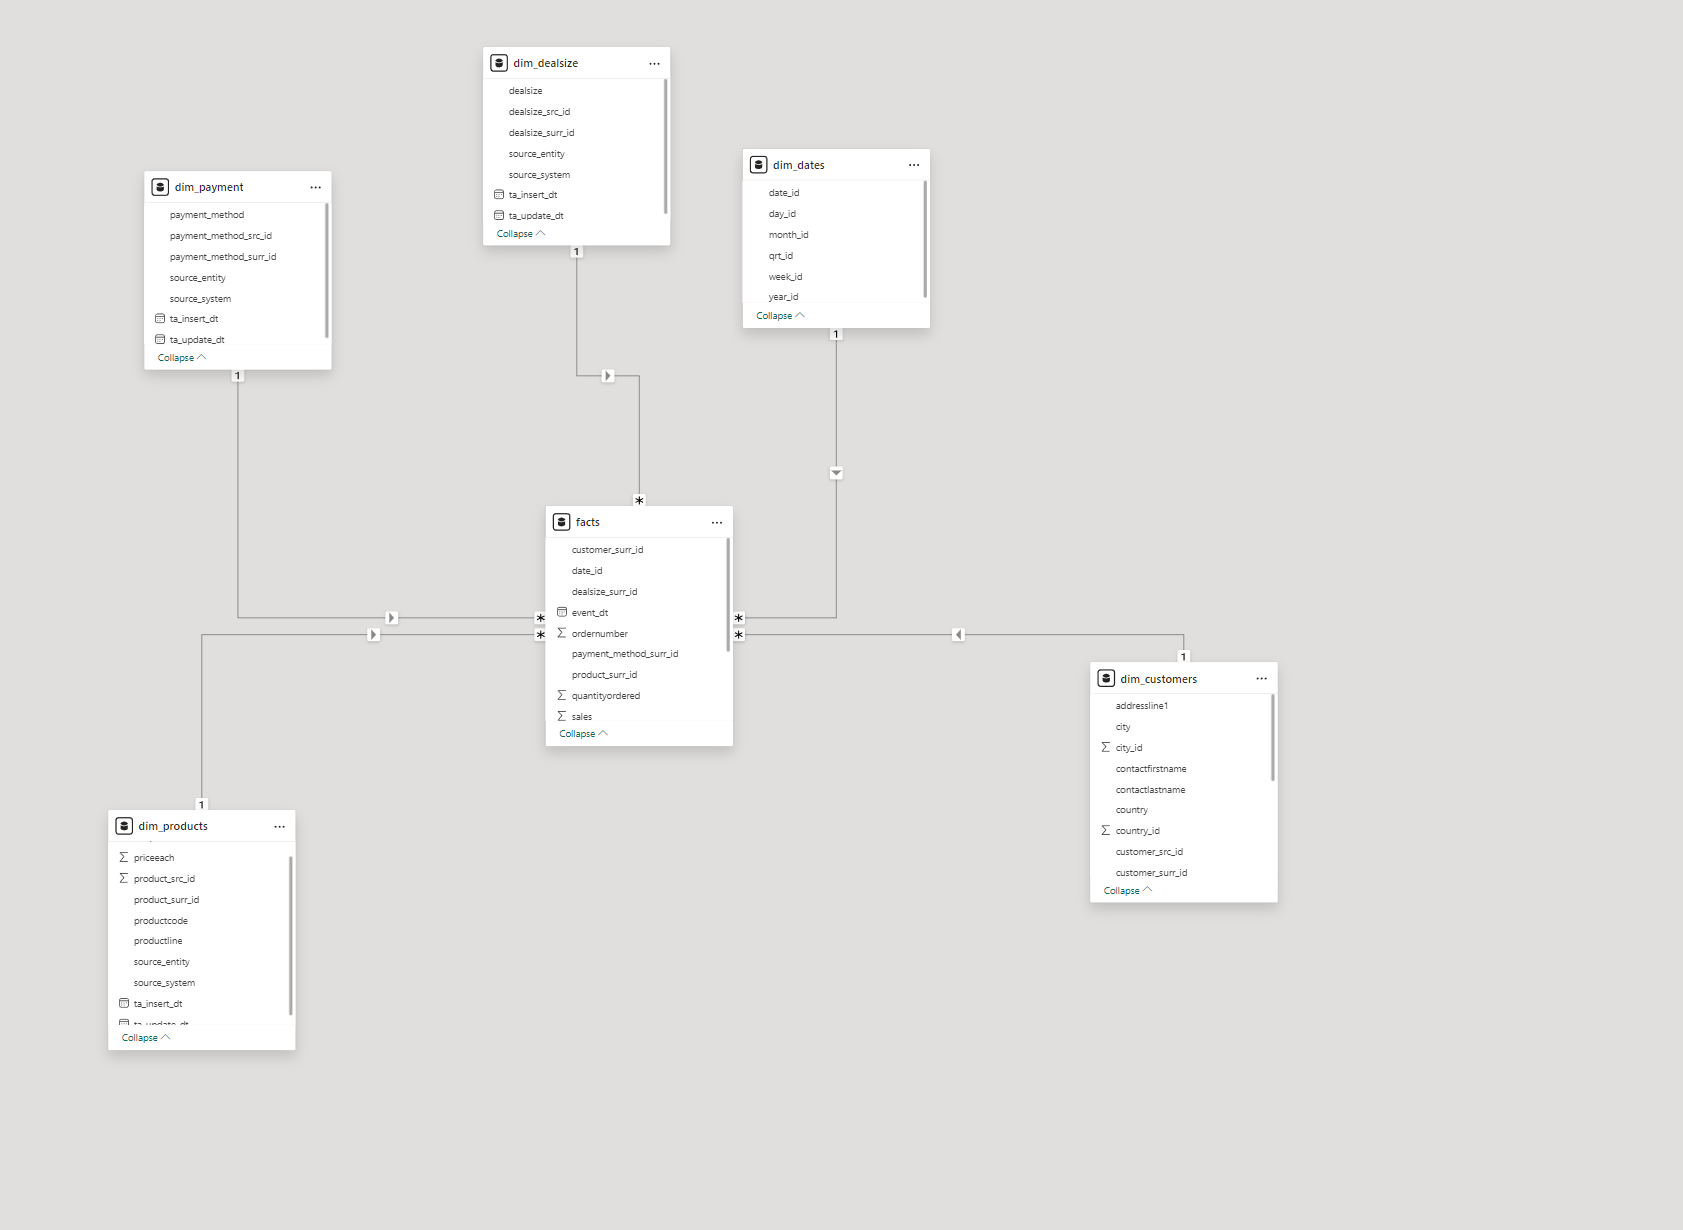 dim_dealsize
dealsize
dealsize_src_id
dealsize_surr_id
source_entity
source_system
ta_insert_dt
ta_update_dt
Collapse
1
dim_dates
date_id
day_id
month_id
qrt_id
week_id
year_id
Collapse
1
dim_payment
payment_method
payment_method_src_id
payment_method_surr_id
source_entity
source_system
ta_insert_dt
ta_update_dt
Collapse
1
*
facts
customer_surr_id
date_id
dealsize_surr_id
event_dt
ordernumber
payment_method_surr_id
product_surr_id
quantityordered
sales
Collapse
*
*
*
*
1
dim_customers
addressline1
city
city_id
contactfirstname
contactlastname
country
country_id
customer_src_id
customer_surr_id
Collapse
1
dim_products
priceeach
product_src_id
product_surr_id
productcode
productline
source_entity
source_system
ta_insert_dt
ta_update_dt
Collapse